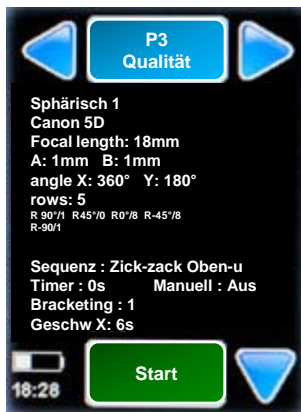 P3
Qualität
Sphärisch 1
Canon 5D
Focal length: 18mm
A: 1mm B: 1mm
angle X: 360° Y: 180°
rows: 5
R 90°/1 R45°/0 R0°/8 R-45°/8
R-90/1
Sequenz : Zick-zack Oben-u
Timer : 0s Manuell : Aus
Bracketing : 1
Geschw X: 6s
18:28
Start